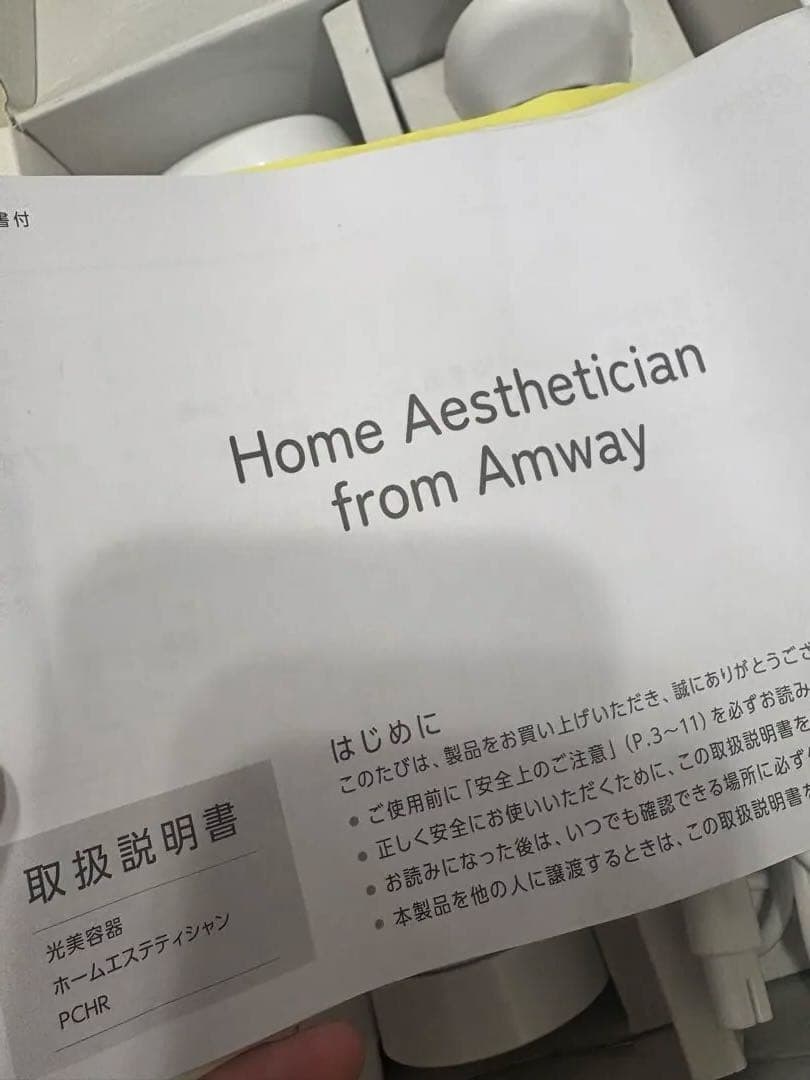 書付
Home Aesthetician
from Amway
はじめに
このたびは、製品をお買い上げいただき、誠にありがとうござ
● ご使用前に「安全上のご注意」(P.3〜11)を必ずお読み
● 正しく安全にお使いいただくために、この取扱説明書を
● お読みになった後は、いつでも確認できる場所に必ず
● 本製品を他の人に譲渡するときは、この取扱説明書を
取扱説明書
光美容器
ホームエステティシャン
PCHR